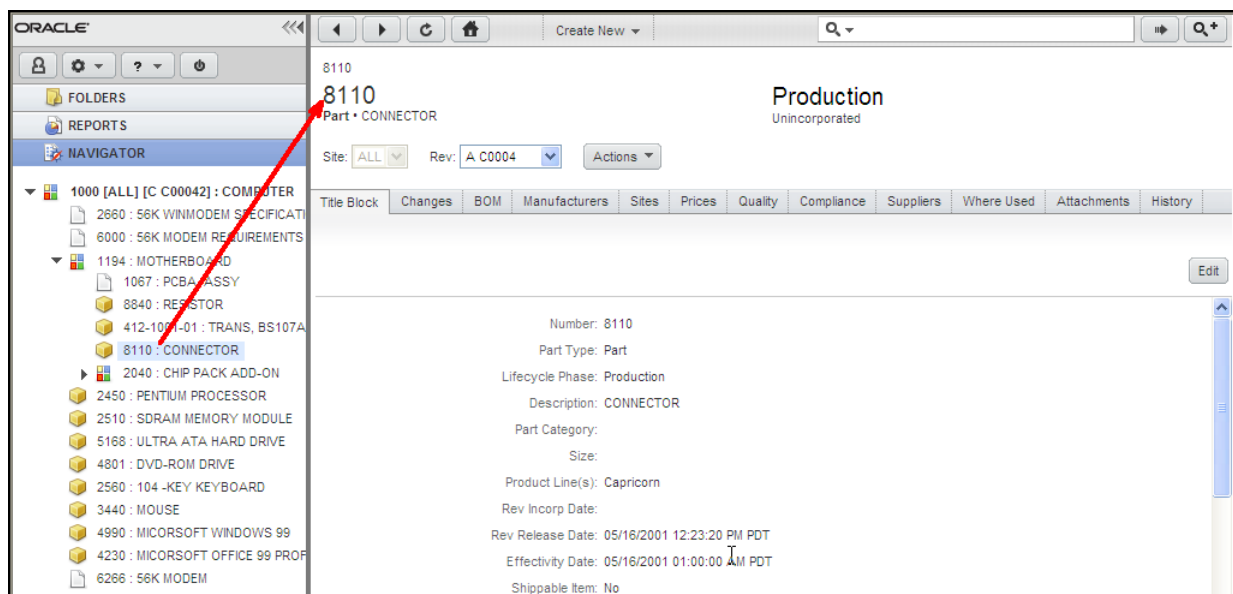 ORACLE
Create New
?
FOLDERS
REPORTS
NAVIGATOR
1000 [ALL] [C C00042] : COMPUTER
2660 : 56K WINMODEM SPECIFICATI
6000 : 56K MODEM REQUIREMENTS
1194 : MOTHERBOARD
1067 : PCBA, ASSY
8840 : RESISTOR
412-1001-01 : TRANS, BS107A
8110 : CONNECTOR
2040 : CHIP PACK ADD-ON
2450 : PENTIUM PROCESSOR
2510 : SDRAM MEMORY MODULE
5168 : ULTRA ATA HARD DRIVE
4801 : DVD-ROM DRIVE
2560 : 104 -KEY KEYBOARD
3440 : MOUSE
4990 : MICORSOFT WINDOWS 99
4230 : MICORSOFT OFFICE 99 PROF
6266 : 56K MODEM
8110
8110 Production
Part • CONNECTOR Unincorporated
Site: ALL Rev: A C0004 Actions
Title Block Changes BOM Manufacturers Sites Prices Quality Compliance Suppliers Where Used Attachments History
Edit
Number: 8110
Part Type: Part
Lifecycle Phase: Production
Description: CONNECTOR
Part Category:
Size:
Product Line(s): Capricorn
Rev Incorp Date:
Rev Release Date: 05/16/2001 12:23:20 PM PDT
Effectivity Date: 05/16/2001 01:00:00 AM PDT
Shippable Item: No